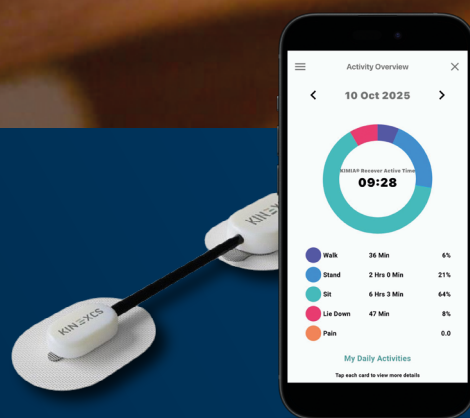 Activity Overview
10 Oct 2025
KIMIA® Recover Active Time
09:28
Walk 36 Min 6%
Stand 2 Hrs 0 Min 21%
Sit 6 Hrs 3 Min 64%
Lie Down 47 Min 8%
Pain 0.0
My Daily Activities
Tap each card to view more details
KINEXCS
KINEXCS